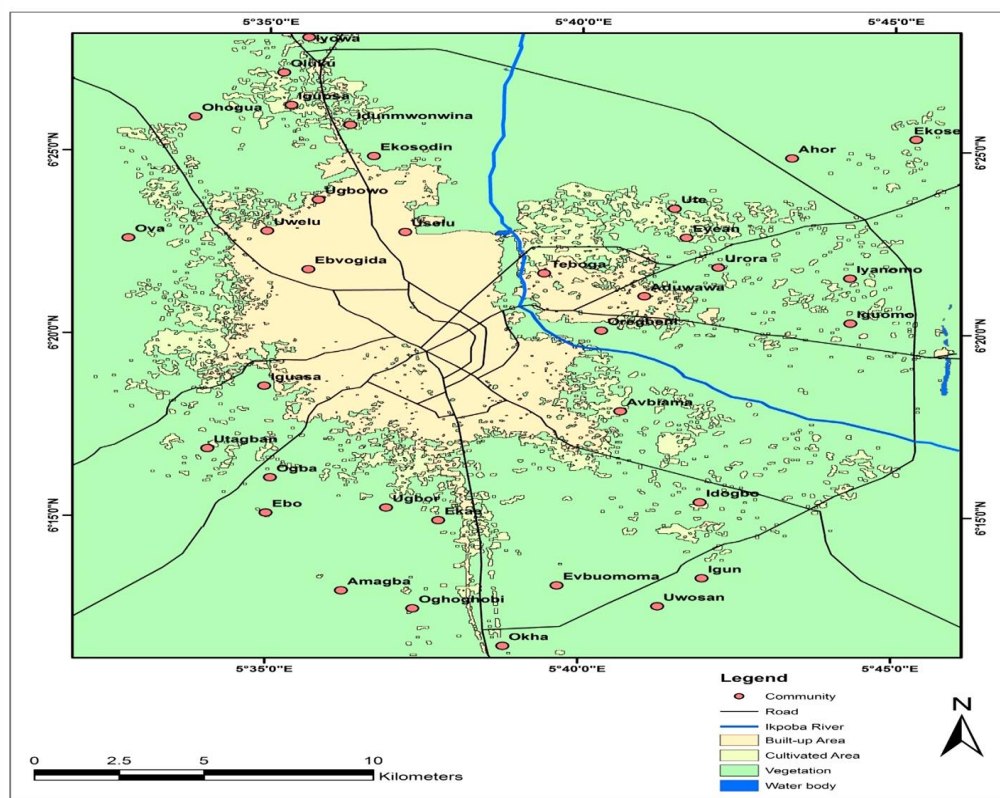 5°35'0"E 5°40'0"E 5°45'0"E
Iyowa
Oluku
Iguosa
Ohogua
Idunmwonwina
Ekose
Ekosodin
Ahor
6°25'0"N 6°25'0"N
Ugbowo
Ute
Uwelu
Uselu
Eyean
Ova
Ebvogida
Teboga
Urora
Iyanomo
Aduwawa
Iguomo
Oregbeni
6°20'0"N 6°20'0"N
Iguasa
Avbiama
Utagban
Ogba
Idogbo
Ebo
Ugbor
Ekae
6°15'0"N 6°15'0"N
Igun
Evbuomoma
Amagba
Oghoghobi
Uwosan
Okha
5°35'0"E 5°40'0"E 5°45'0"E
Legend
Community
Road
Ikpoba River
Built-up Area
Cultivated Area
Vegetation
Water body
N
0 2.5 5 10
Kilometers